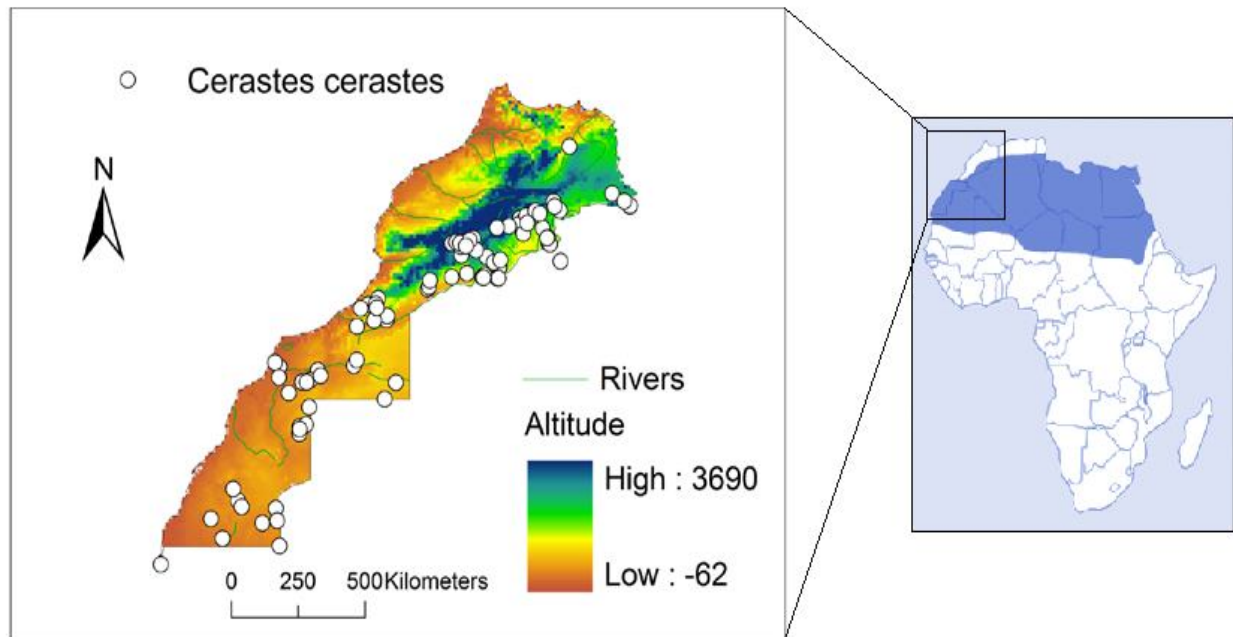 Cerastes cerastes
N
Rivers
Altitude
High : 3690
Low : -62
0 250 500Kilometers